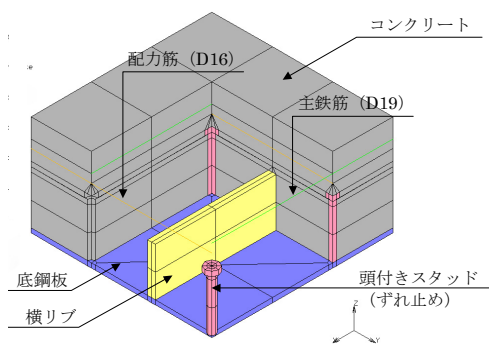 コンクリート
配力筋（D16）
主鉄筋（D19）
底鋼板
横リブ
頭付きスタッド
（ずれ止め）
Z
X
Y